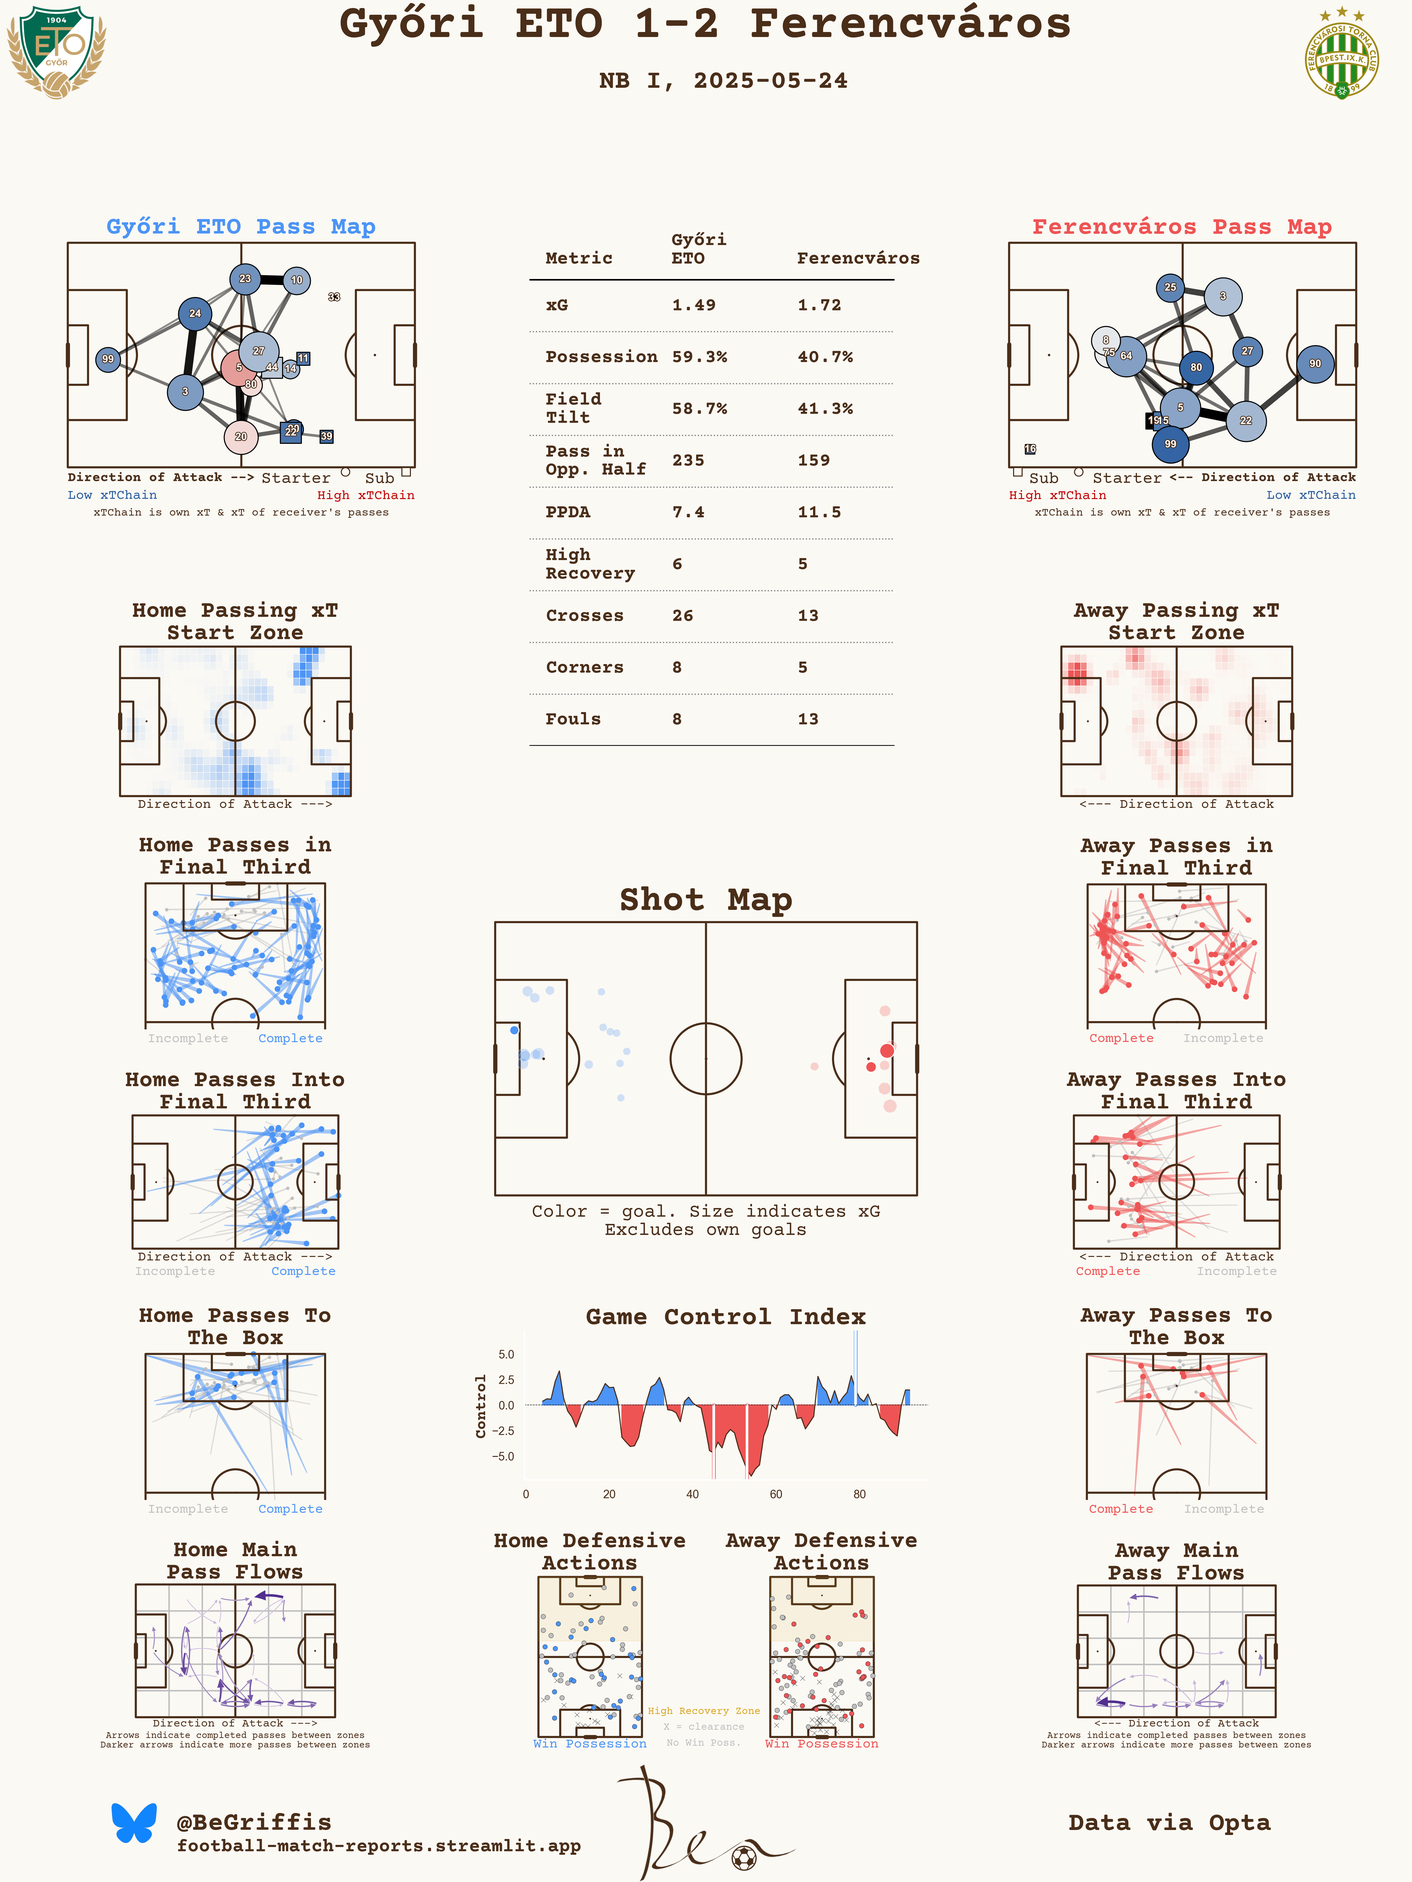 Győri ETO 1-2 Ferencváros
NB I, 2025-05-24
1904
ETO
GYŐR
FERENCVÁROSI TORNA CLUB
BPEST.IX.K.
18 99
Győri ETO Pass Map
23
10
33
24
27
99
11
5
44
14
80
3
20
22
39
Direction of Attack --> Starter Sub
Low xTChain High xTChain
xTChain is own xT & xT of receiver's passes
Metric Győri ETO Ferencváros
xG 1.49 1.72
Possession 59.3% 40.7%
Field Tilt 58.7% 41.3%
Pass in Opp. Half 235 159
PPDA 7.4 11.5
High Recovery 6 5
Crosses 26 13
Corners 8 5
Fouls 8 13
Ferencváros Pass Map
25
3
8
75
64
27
80
90
5
22
15
99
16
Sub Starter <-- Direction of Attack
High xTChain Low xTChain
xTChain is own xT & xT of receiver's passes
Home Passing xT
Start Zone
Direction of Attack --->
Away Passing xT
Start Zone
<--- Direction of Attack
Home Passes in
Final Third
Incomplete Complete
Away Passes in
Final Third
Complete Incomplete
Shot Map
Color = goal. Size indicates xG
Excludes own goals
Home Passes Into
Final Third
Direction of Attack --->
Incomplete Complete
Away Passes Into
Final Third
<--- Direction of Attack
Complete Incomplete
Home Passes To
The Box
Incomplete Complete
Game Control Index
Control
5.0
2.5
0.0
−2.5
−5.0
0 20 40 60 80
Away Passes To
The Box
Complete Incomplete
Home Main
Pass Flows
Direction of Attack --->
Arrows indicate completed passes between zones
Darker arrows indicate more passes between zones
Home Defensive
Actions
Win Possession
Away Defensive
Actions
Win Possession
High Recovery Zone
X = clearance
No Win Poss.
Away Main
Pass Flows
<--- Direction of Attack
Arrows indicate completed passes between zones
Darker arrows indicate more passes between zones
@BeGriffis
football-match-reports.streamlit.app
Ben
Data via Opta